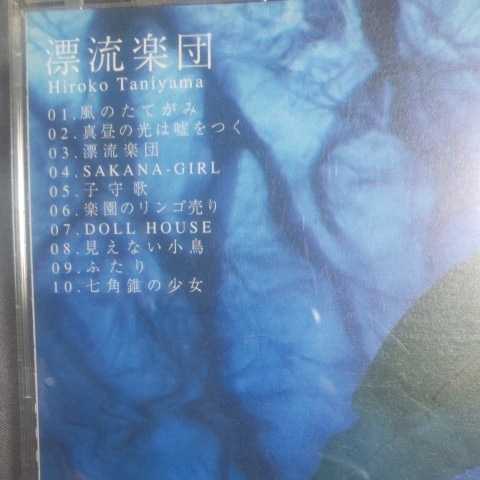 漂流楽団
Hiroko Taniyama
01.風のたてがみ
02.真昼の光は嘘をつく
03.漂流楽団
04.SAKANA-GIRL
05.子守歌
06.楽園のリンゴ売り
07.DOLL HOUSE
08.見えない小鳥
09.ふたり
10.七角錐の少女